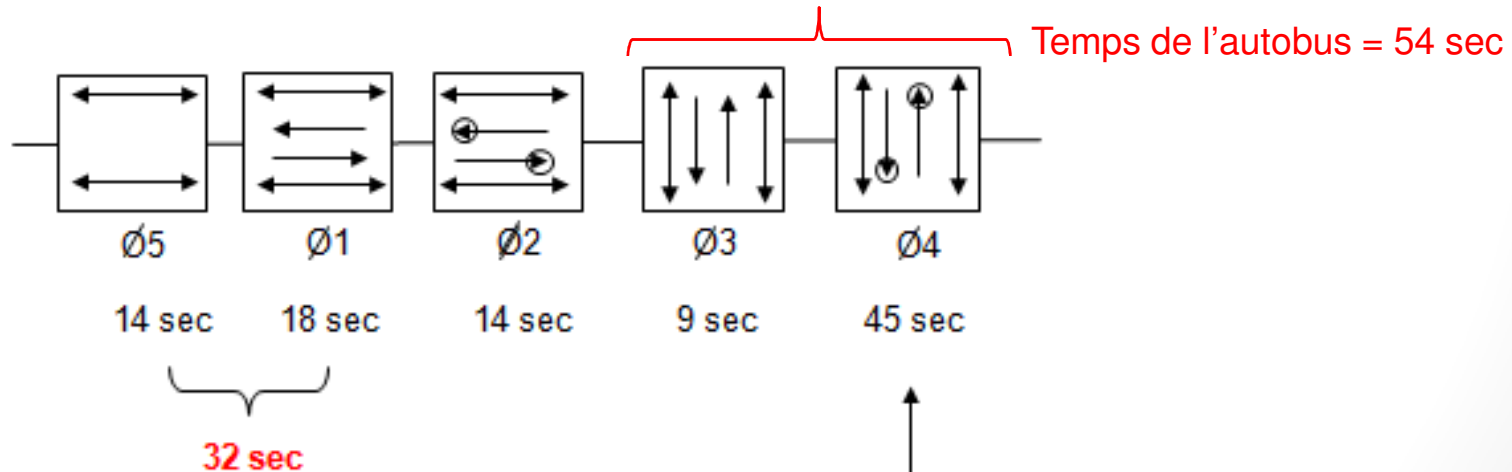 Temps de l'autobus = 54 sec
Ø5 Ø1 Ø2 Ø3 Ø4
14 sec 18 sec 14 sec 9 sec 45 sec
32 sec